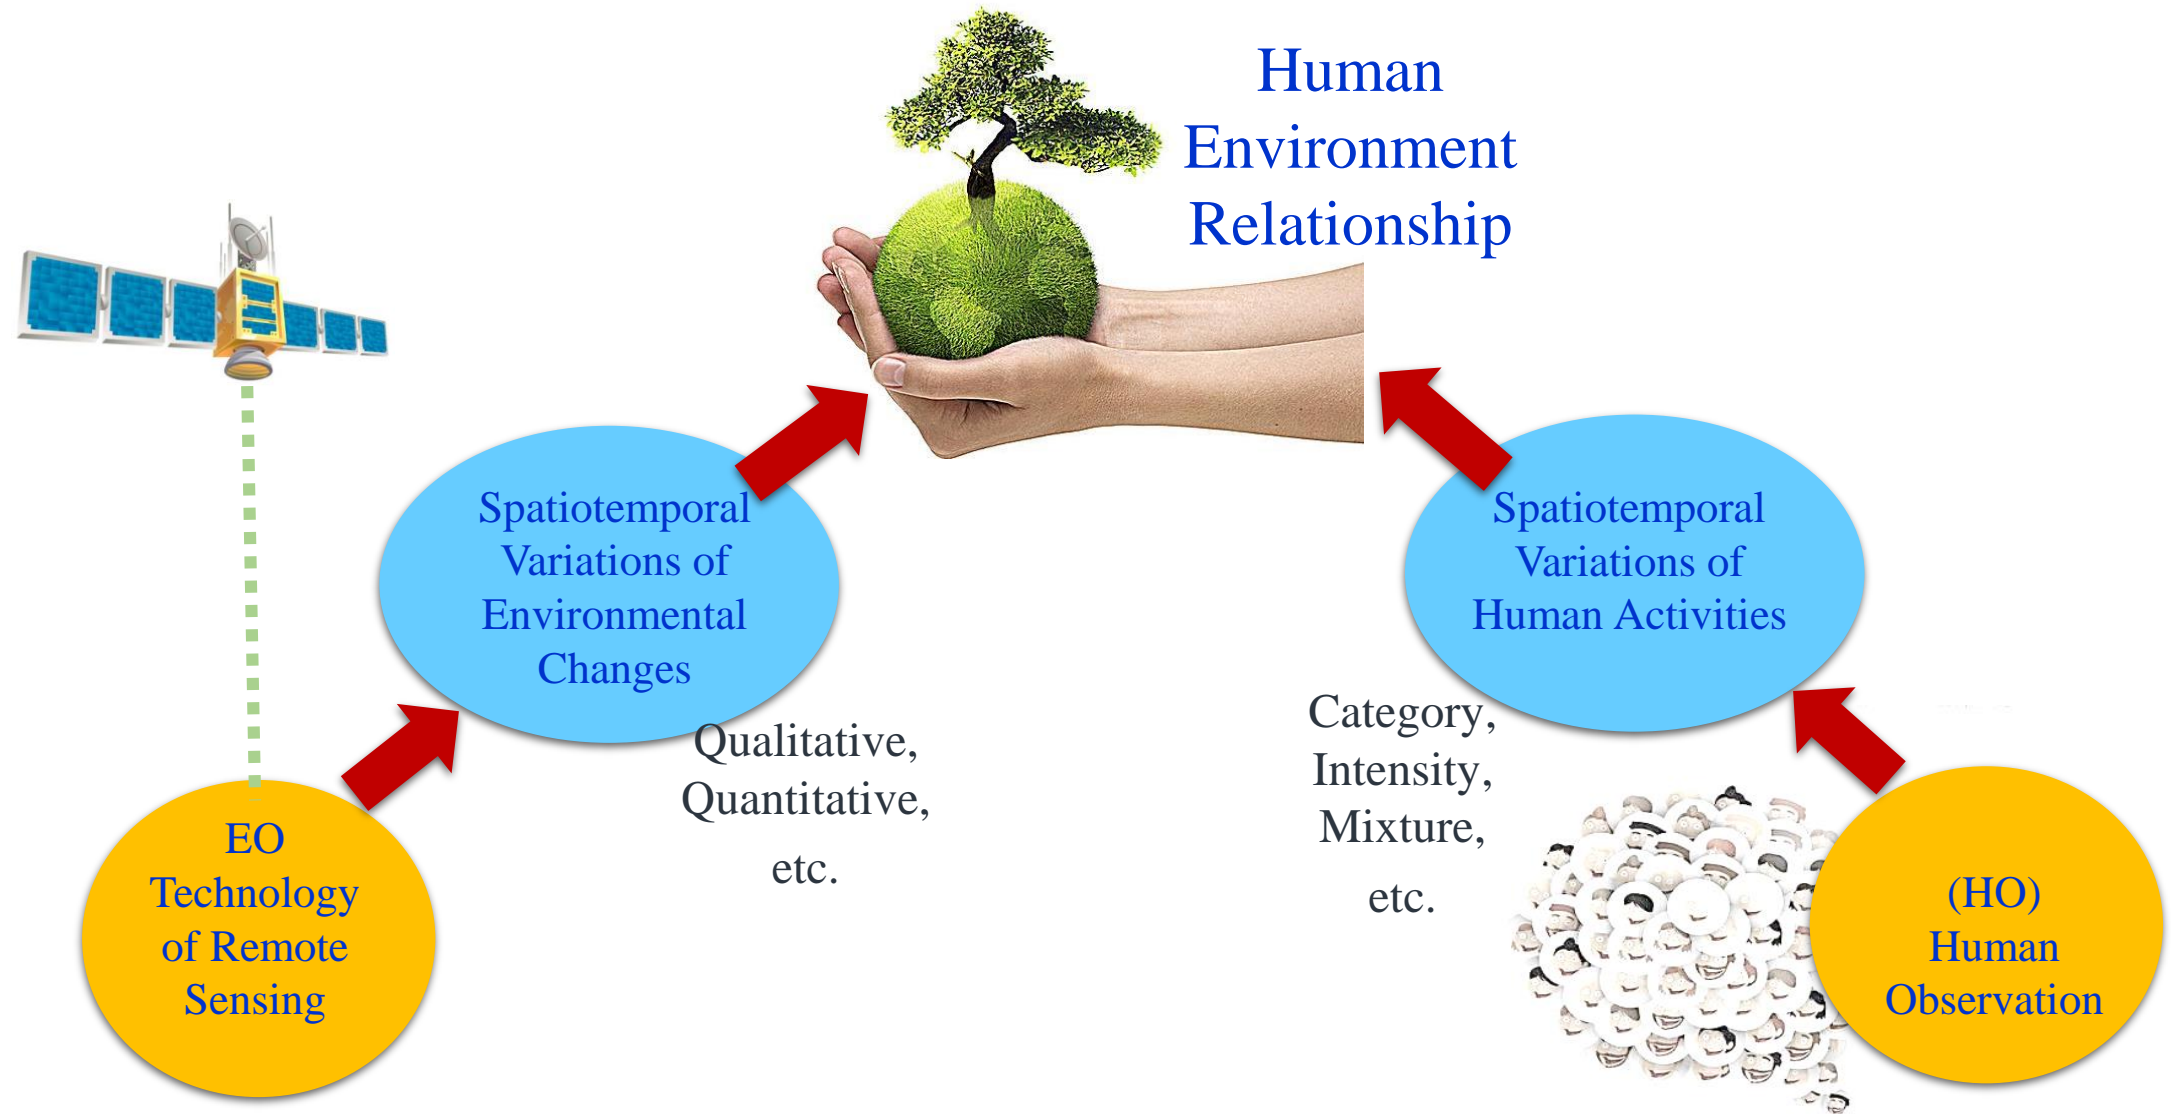 Human
Environment
Relationship
Spatiotemporal
Variations of
Environmental
Changes
Spatiotemporal
Variations of
Human Activities
Qualitative,
Quantitative,
etc.
Category,
Intensity,
Mixture,
etc.
EO
Technology
of Remote
Sensing
(HO)
Human
Observation